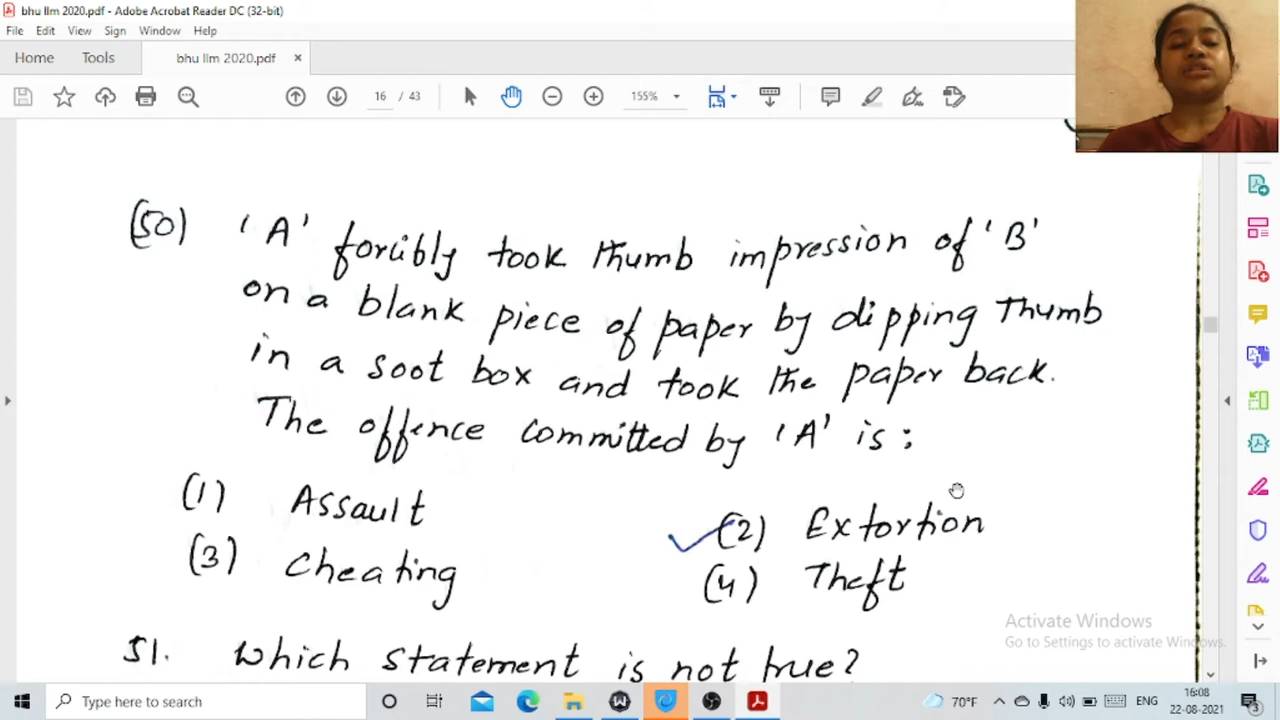 bhu llm 2020.pdf - Adobe Acrobat Reader DC (32-bit)
File Edit View Sign Window Help
Home Tools bhu llm 2020.pdf ×
16 / 43 155%
(50) 'A' forcibly took thumb impression of 'B'
on a blank piece of paper by dipping thumb
in a soot box and took the paper back.
The offence committed by 'A' is :
(1) Assault (2) Extortion
(3) Cheating (4) Theft
51. Which statement is not true?
Activate Windows
Go to Settings to activate Windows.
Type here to search 70°F ENG 16:08
22-08-2021 3